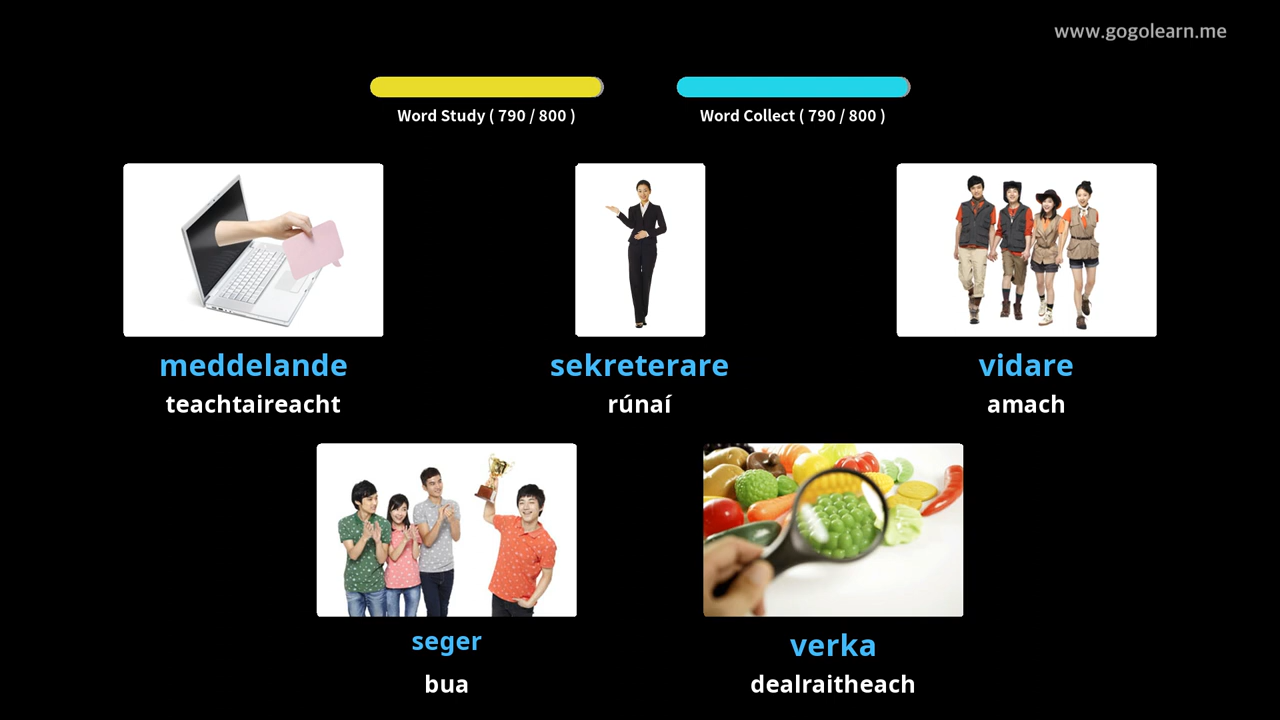 www.gogolearn.me
Word Study ( 790 / 800 )
Word Collect ( 790 / 800 )
meddelande
teachtaireacht
sekreterare
rúnaí
vidare
amach
seger
bua
verka
dealraitheach